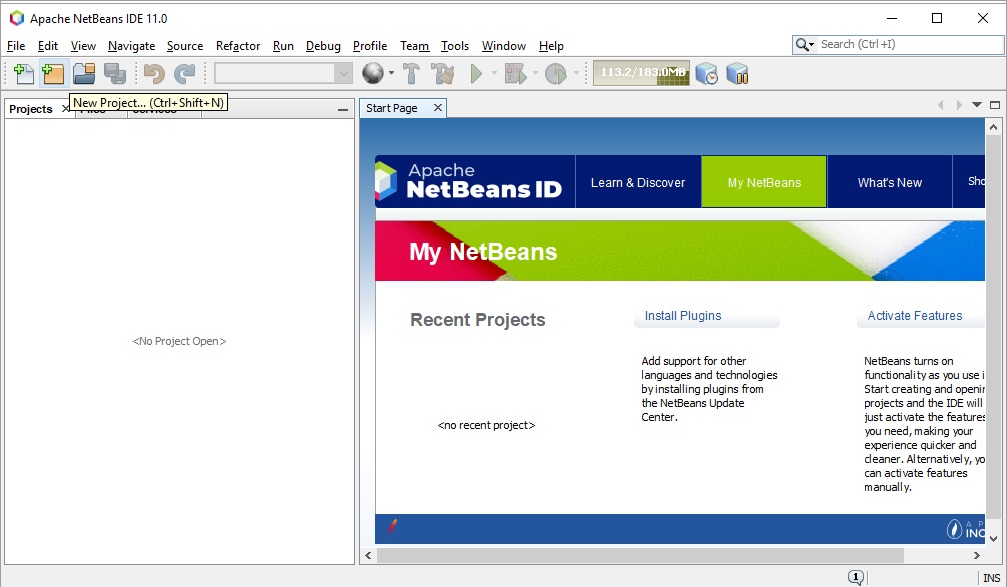 Apache NetBeans IDE 11.0
File Edit View Navigate Source Refactor Run Debug Profile Team Tools Window Help
Search (Ctrl+I)
113.2/183.0MB
New Project... (Ctrl+Shift+N)
Projects
Start Page
Apache
NetBeans ID
Learn & Discover
My NetBeans
What's New
Sho
My NetBeans
Recent Projects
<no recent project>
Install Plugins
Add support for other
languages and technologies
by installing plugins from
the NetBeans Update
Center.
Activate Features
NetBeans turns on
functionality as you use i
Start creating and openin
projects and the IDE will
just activate the features
you need, making your
experience quicker and
cleaner. Alternatively, yo
can activate features
manually.
<No Project Open>
A P
INC
1
INS